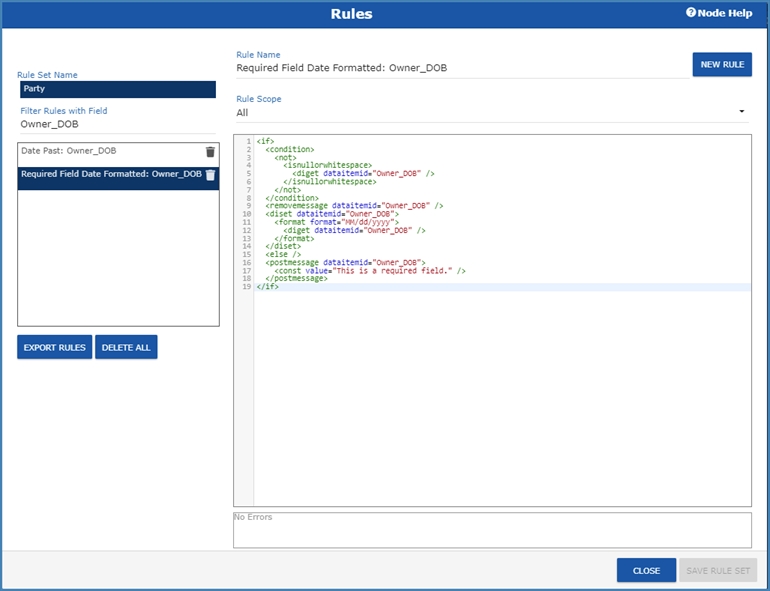 Rules
Node Help
Rule Set Name
Party
Filter Rules with Field
Owner_DOB
Date Past: Owner_DOB
Required Field Date Formatted: Owner_DOB
EXPORT RULES
DELETE ALL
Rule Name
Required Field Date Formatted: Owner_DOB
NEW RULE
Rule Scope
All
1 <if>
2 <condition>
3 <not>
4 <isnullorwhitespace>
5 <diget dataitemid="Owner_DOB" />
6 </isnullorwhitespace>
7 </not>
8 </condition>
9 <removemessage dataitemid="Owner_DOB" />
10 <diset dataitemid="Owner_DOB">
11 <format format="MM/dd/yyyy">
12 <diget dataitemid="Owner_DOB" />
13 </format>
14 </diset>
15 <else />
16 <postmessage dataitemid="Owner_DOB">
17 <const value="This is a required field." />
18 </postmessage>
19 </if>
No Errors
CLOSE
SAVE RULE SET